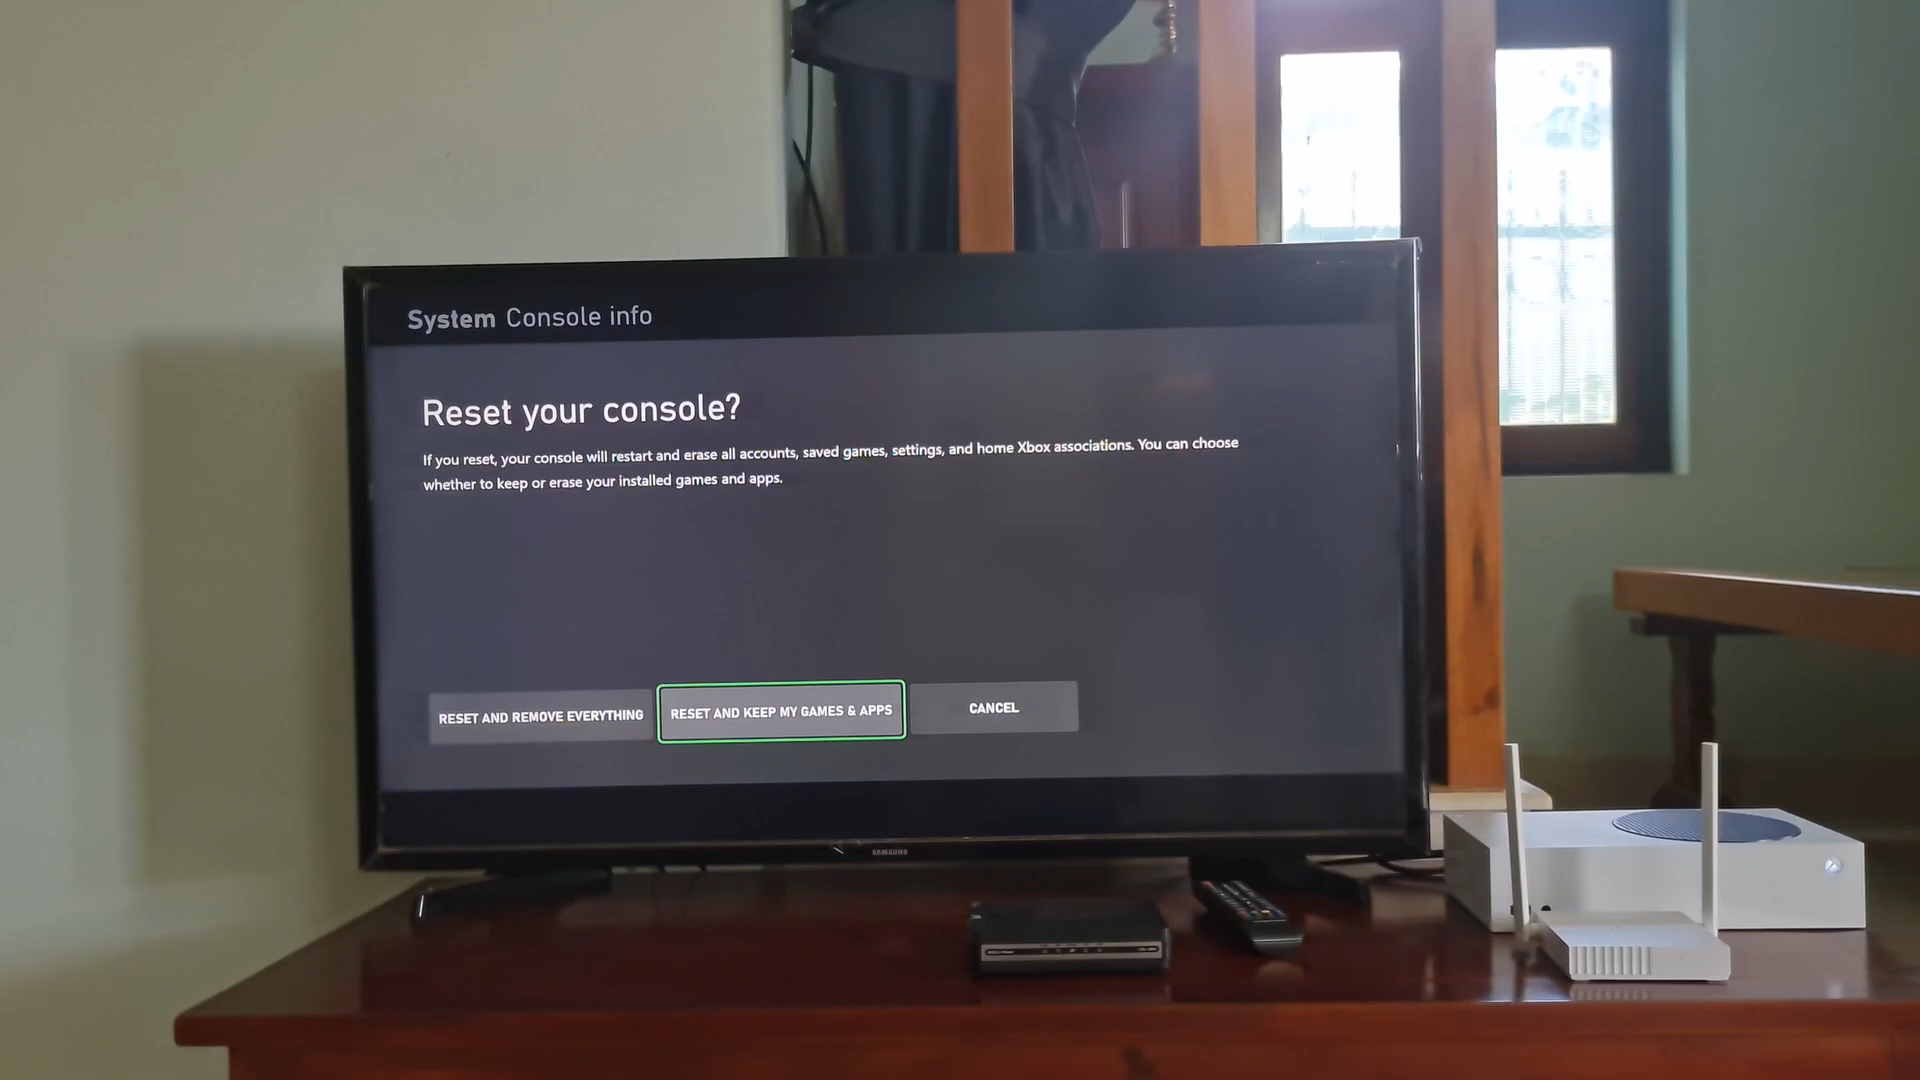 System Console info
Reset your console?
If you reset, your console will restart and erase all accounts, saved games, settings, and home Xbox associations. You can choose
whether to keep or erase your installed games and apps.
RESET AND REMOVE EVERYTHING
RESET AND KEEP MY GAMES & APPS
CANCEL
SAMSUNG